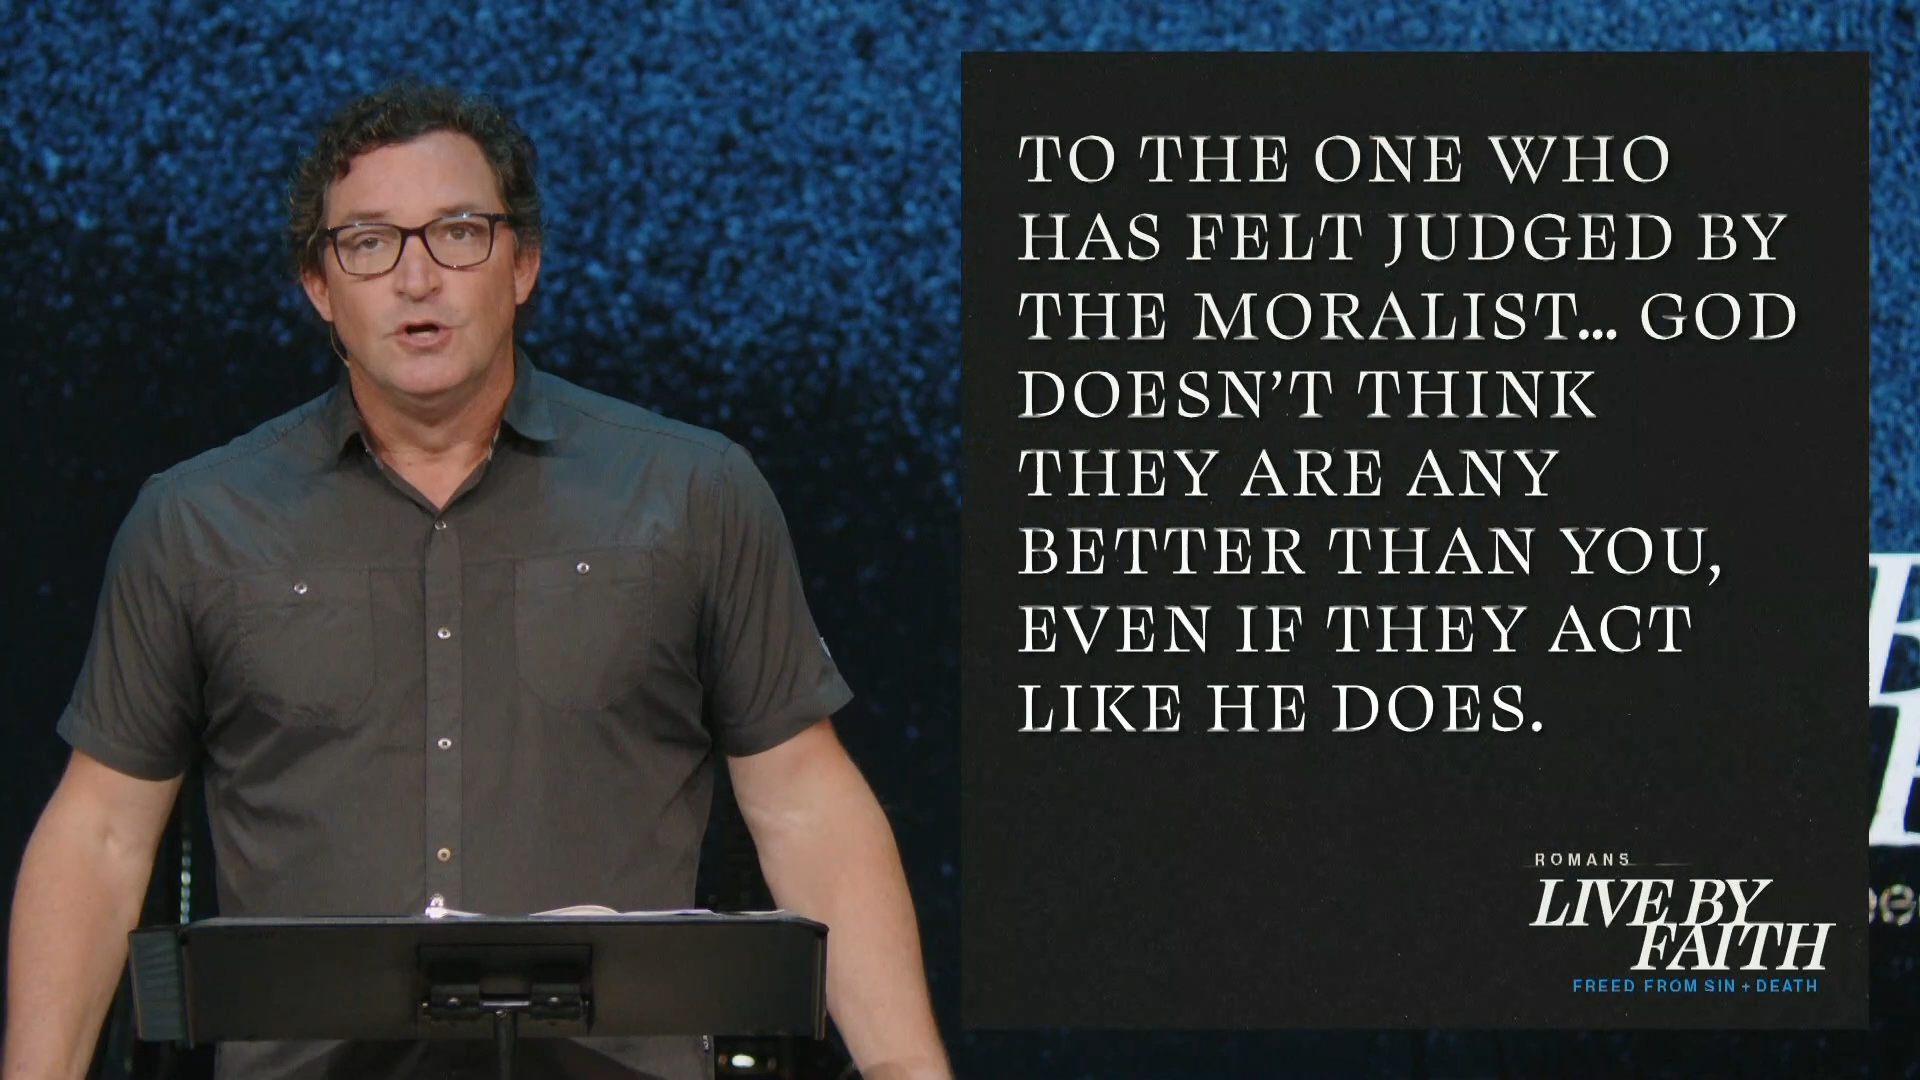 TO THE ONE WHO
HAS FELT JUDGED BY
THE MORALIST... GOD
DOESN'T THINK
THEY ARE ANY
BETTER THAN YOU,
EVEN IF THEY ACT
LIKE HE DOES.
ROMANS
LIVE BY
FAITH
FREED FROM SIN + DEATH